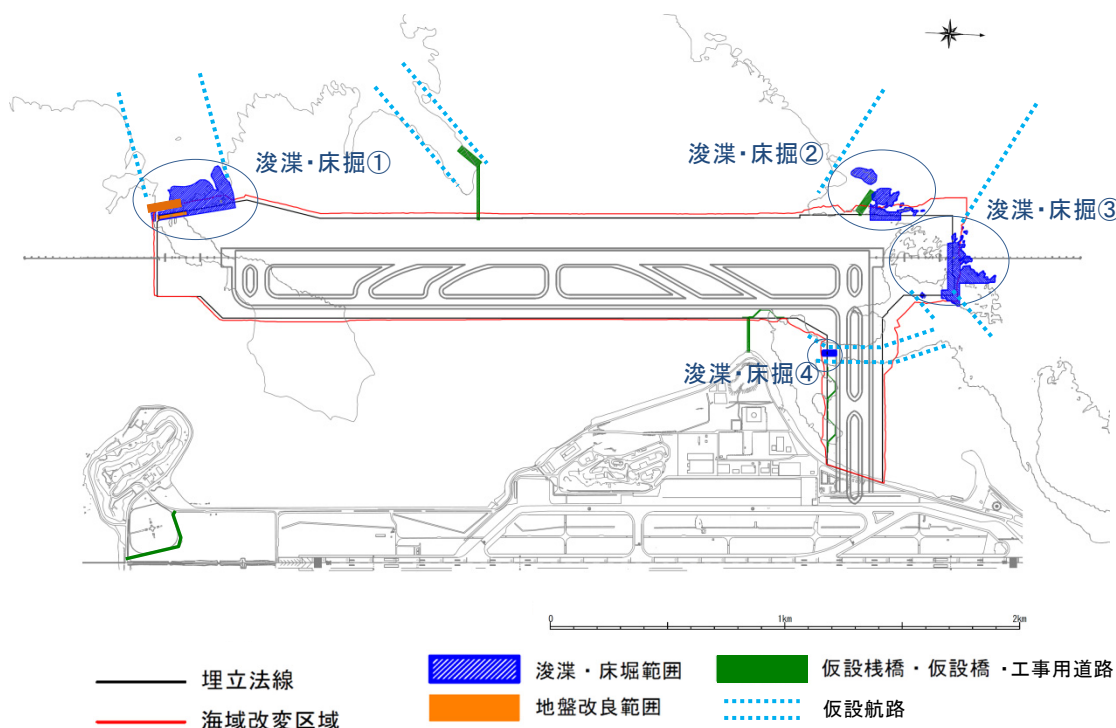 浚渫・床掘①
浚渫・床掘②
浚渫・床掘③
浚渫・床掘④
0 1km 2km
埋立法線
海域改変区域
浚渫・床堀範囲
地盤改良範囲
仮設桟橋・仮設橋・工事用道路
仮設航路